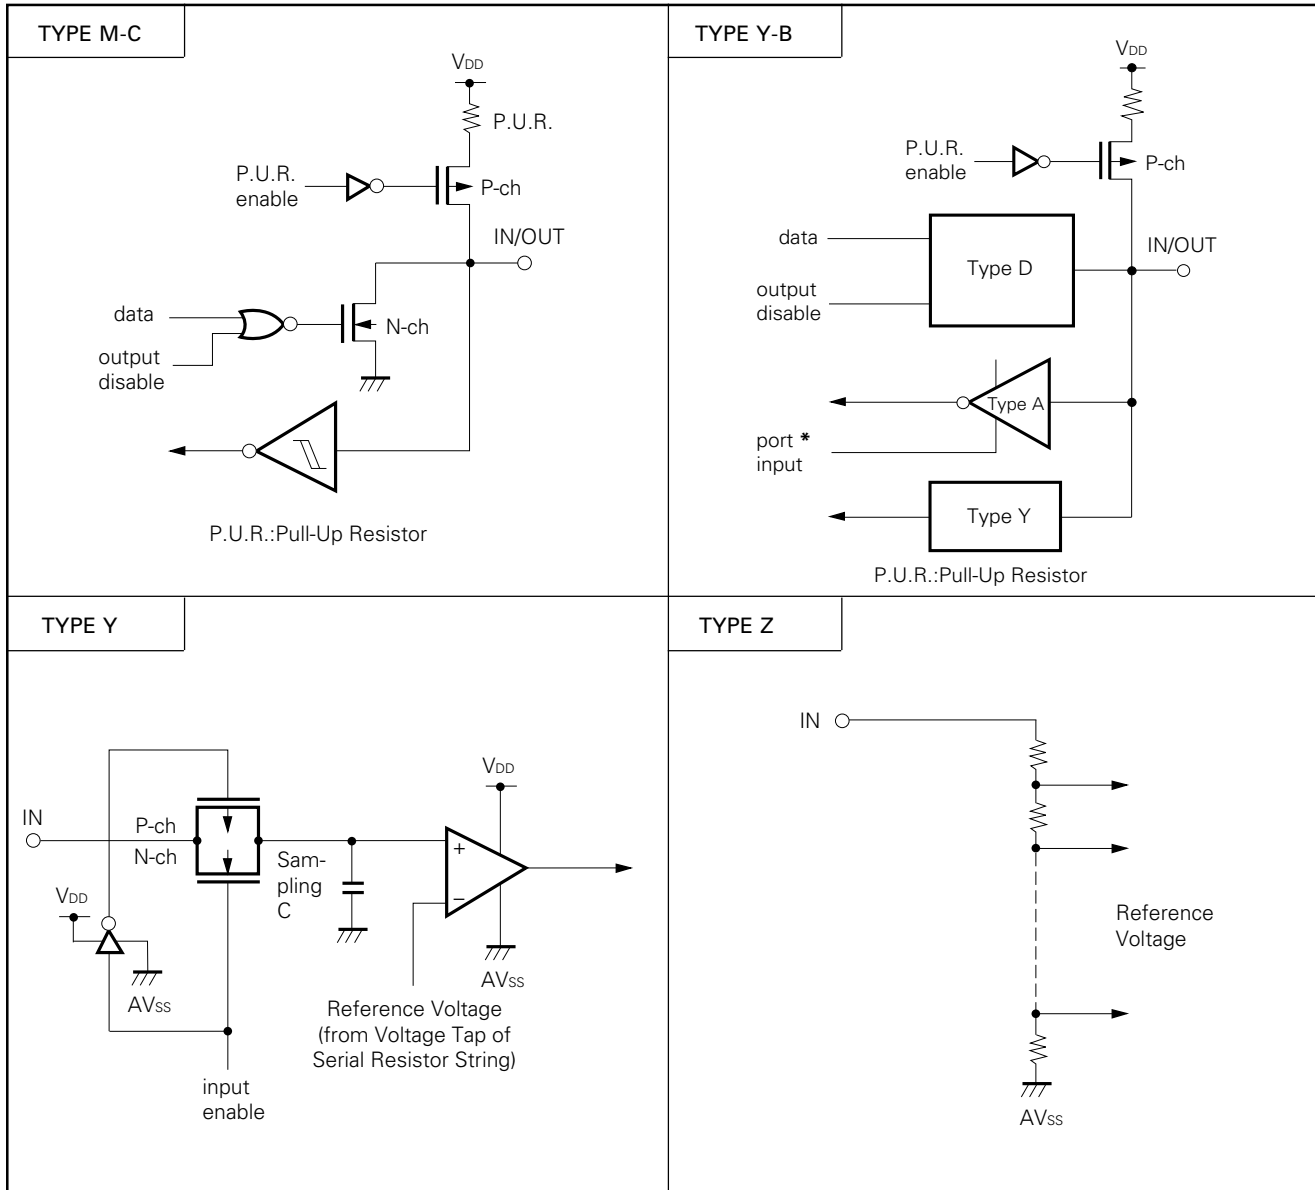 TYPE M-C
VDD
P.U.R.
P.U.R.
enable
P-ch
IN/OUT
data
N-ch
output
disable
P.U.R.:Pull-Up Resistor
TYPE Y-B
VDD
P.U.R.
enable
P-ch
data
IN/OUT
Type D
output
disable
Type A
port *
input
Type Y
P.U.R.:Pull-Up Resistor
TYPE Y
VDD
IN
P-ch
N-ch
Sam-
pling
C
+
−
VDD
AVSS
AVSS
Reference Voltage
(from Voltage Tap of
Serial Resistor String)
input
enable
TYPE Z
IN
Reference
Voltage
AVSS